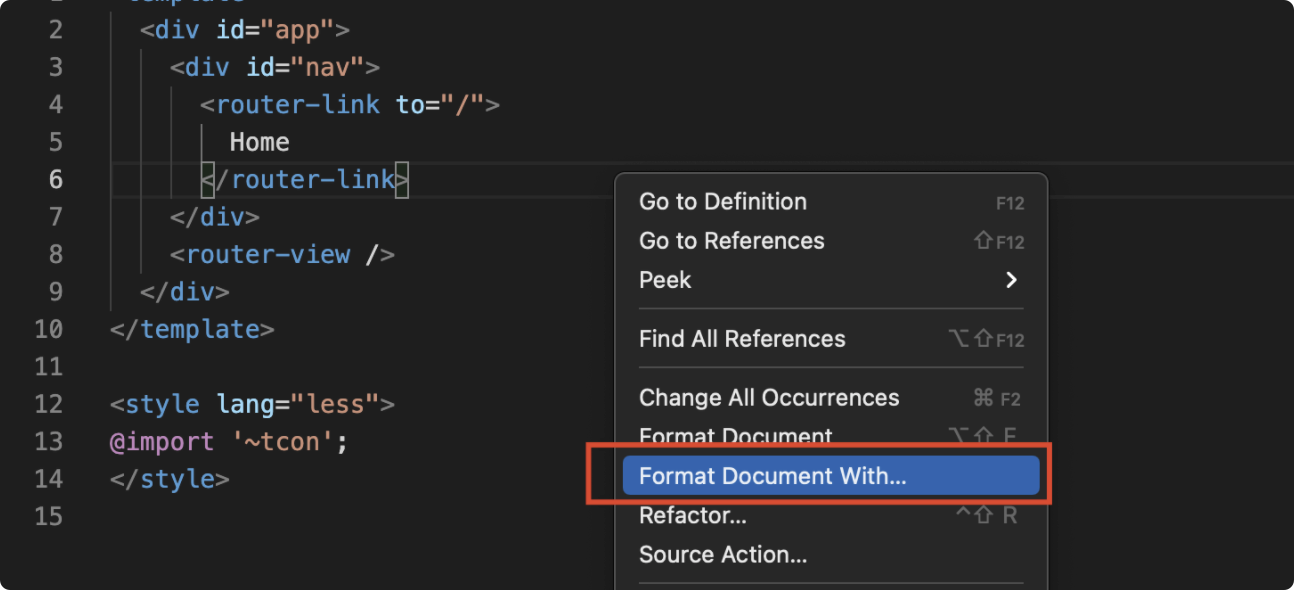 2 <div id="app">
3 <div id="nav">
4 <router-link to="/">
5 Home
6 </router-link>
7 </div>
8 <router-view />
9 </div>
10 </template>
11
12 <style lang="less">
13 @import '~tcon';
14 </style>
15
Go to Definition F12
Go to References ⇧F12
Peek >
Find All References ⌥⇧F12
Change All Occurrences ⌘ F2
Format Document ⌥⇧ F
Format Document With...
Refactor... ^⇧ R
Source Action...